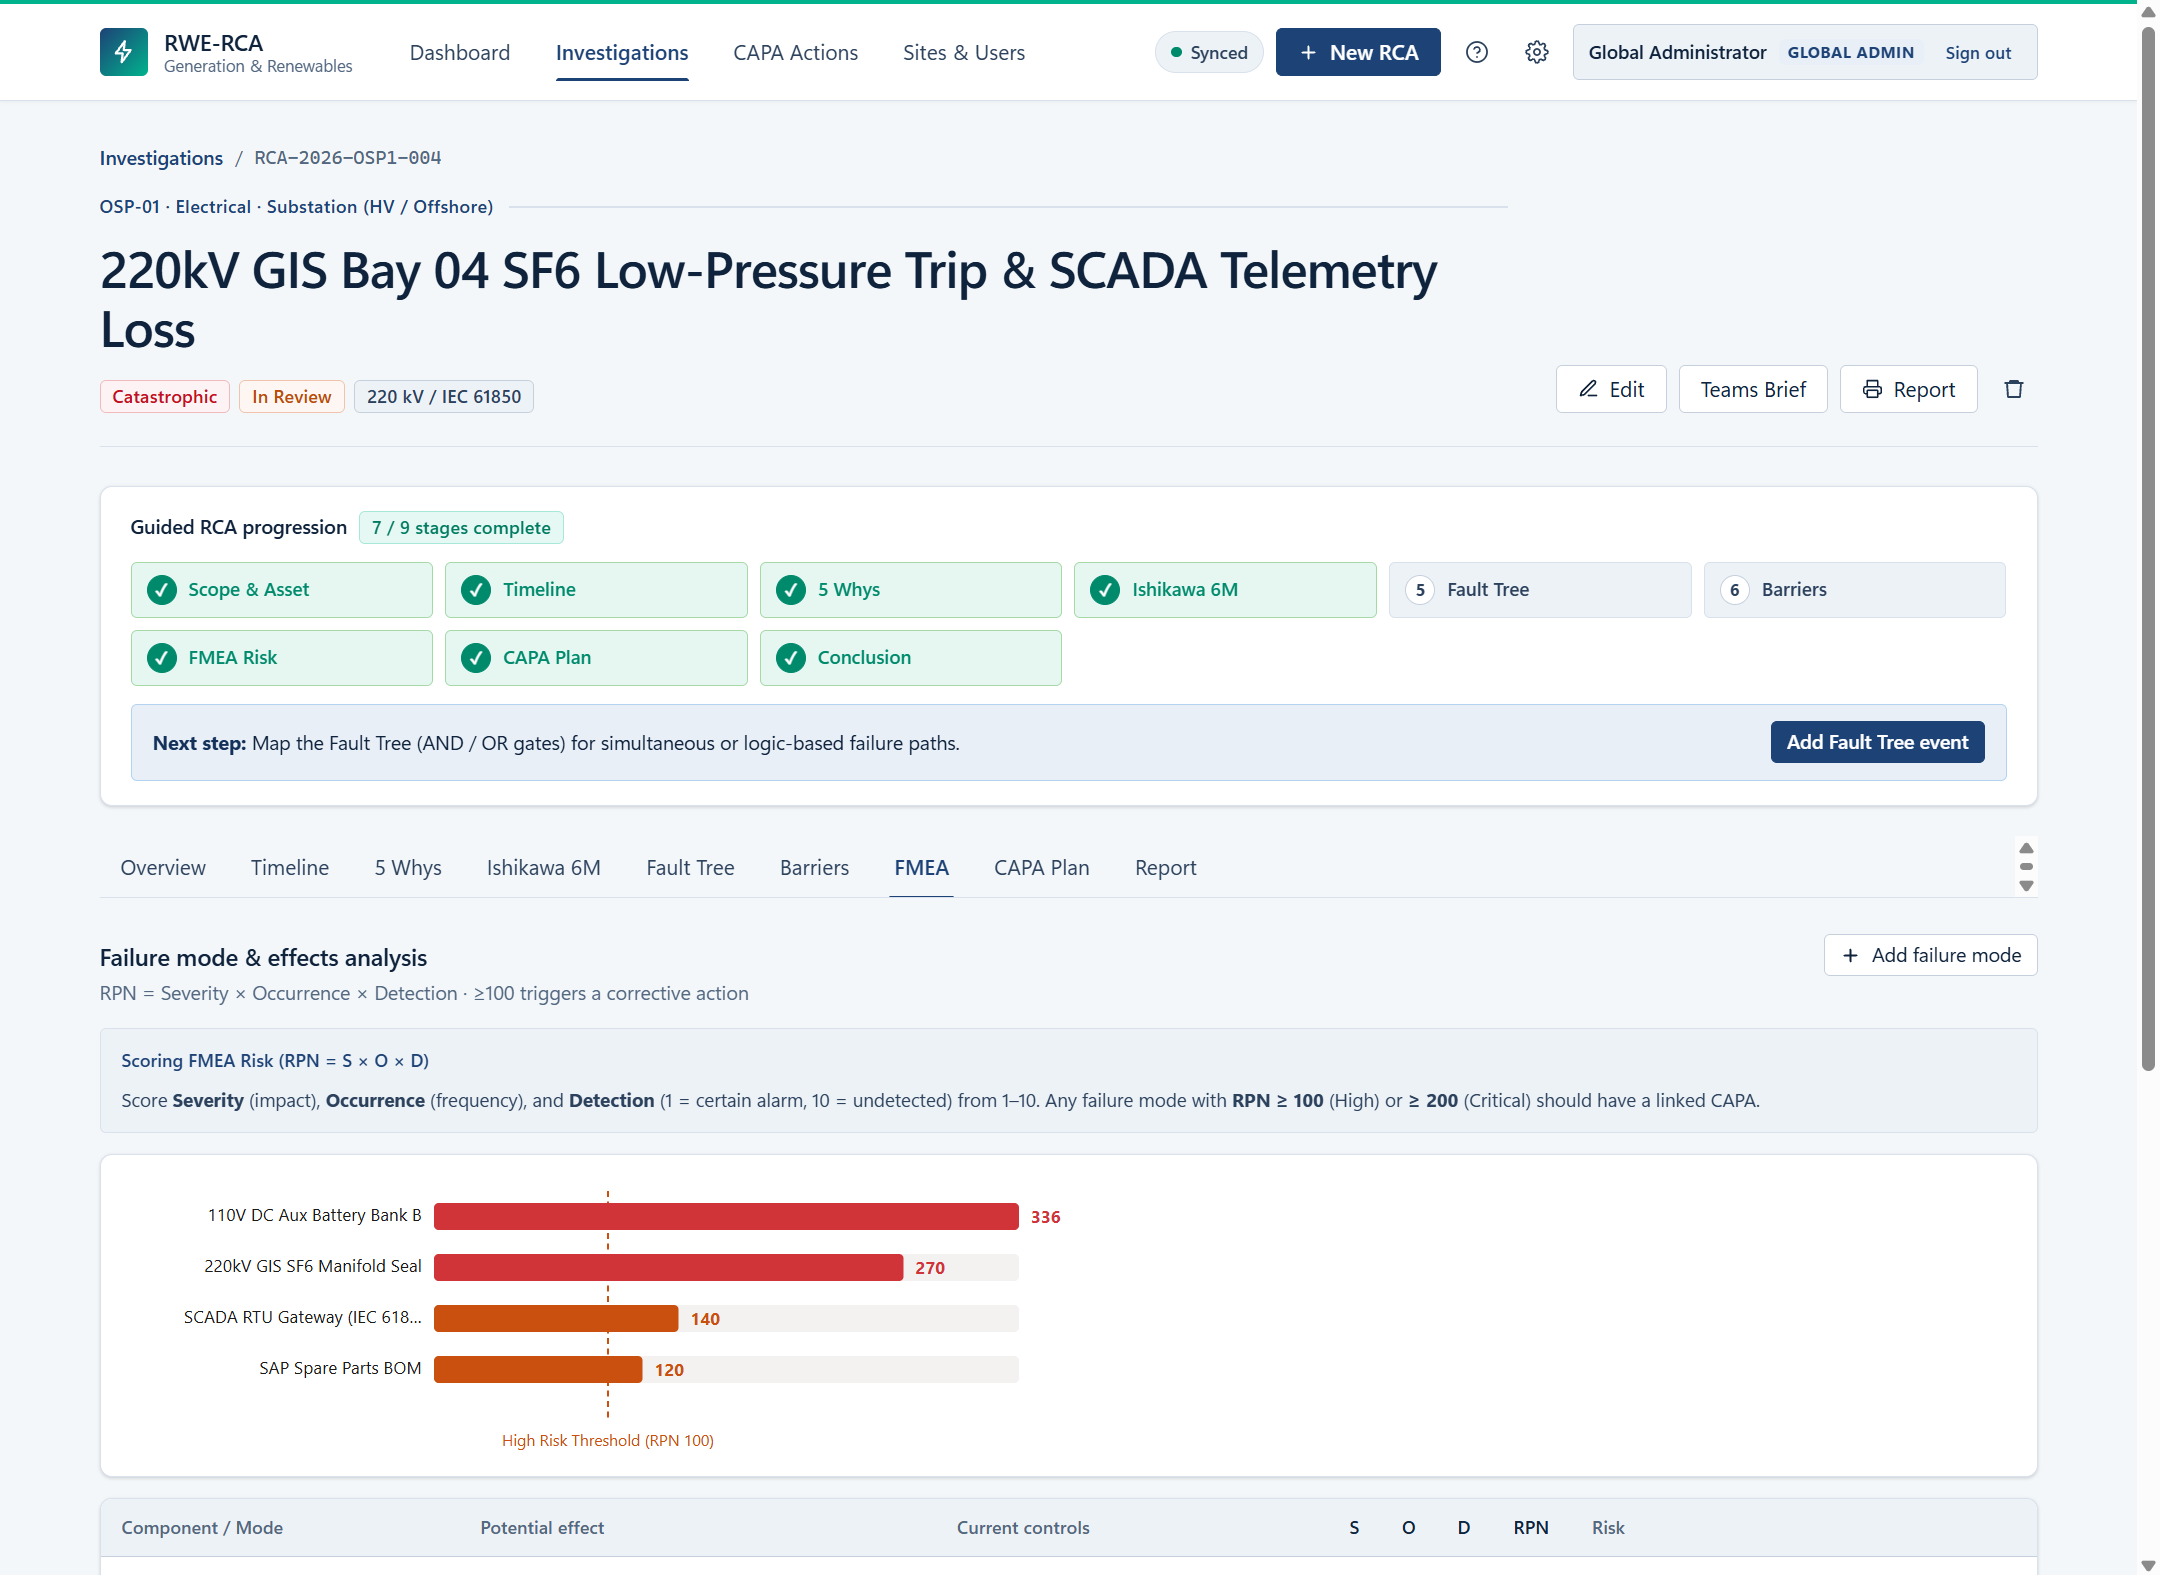 RWE-RCA
Generation & Renewables
Dashboard
Investigations
CAPA Actions
Sites & Users
Synced
+ New RCA
Global Administrator
GLOBAL ADMIN
Sign out
Investigations / RCA-2026-OSP1-004
OSP-01 · Electrical · Substation (HV / Offshore)
220kV GIS Bay 04 SF6 Low-Pressure Trip & SCADA Telemetry
Loss
Catastrophic
In Review
220 kV / IEC 61850
Edit
Teams Brief
Report
Guided RCA progression
7 / 9 stages complete
Scope & Asset
Timeline
5 Whys
Ishikawa 6M
5 Fault Tree
6 Barriers
FMEA Risk
CAPA Plan
Conclusion
Next step: Map the Fault Tree (AND / OR gates) for simultaneous or logic-based failure paths.
Add Fault Tree event
Overview
Timeline
5 Whys
Ishikawa 6M
Fault Tree
Barriers
FMEA
CAPA Plan
Report
Failure mode & effects analysis
+ Add failure mode
RPN = Severity × Occurrence × Detection · ≥100 triggers a corrective action
Scoring FMEA Risk (RPN = S × O × D)
Score Severity (impact), Occurrence (frequency), and Detection (1 = certain alarm, 10 = undetected) from 1–10. Any failure mode with RPN ≥ 100 (High) or ≥ 200 (Critical) should have a linked CAPA.
110V DC Aux Battery Bank B 336
220kV GIS SF6 Manifold Seal 270
SCADA RTU Gateway (IEC 618... 140
SAP Spare Parts BOM 120
High Risk Threshold (RPN 100)
Component / Mode
Potential effect
Current controls
S
O
D
RPN
Risk